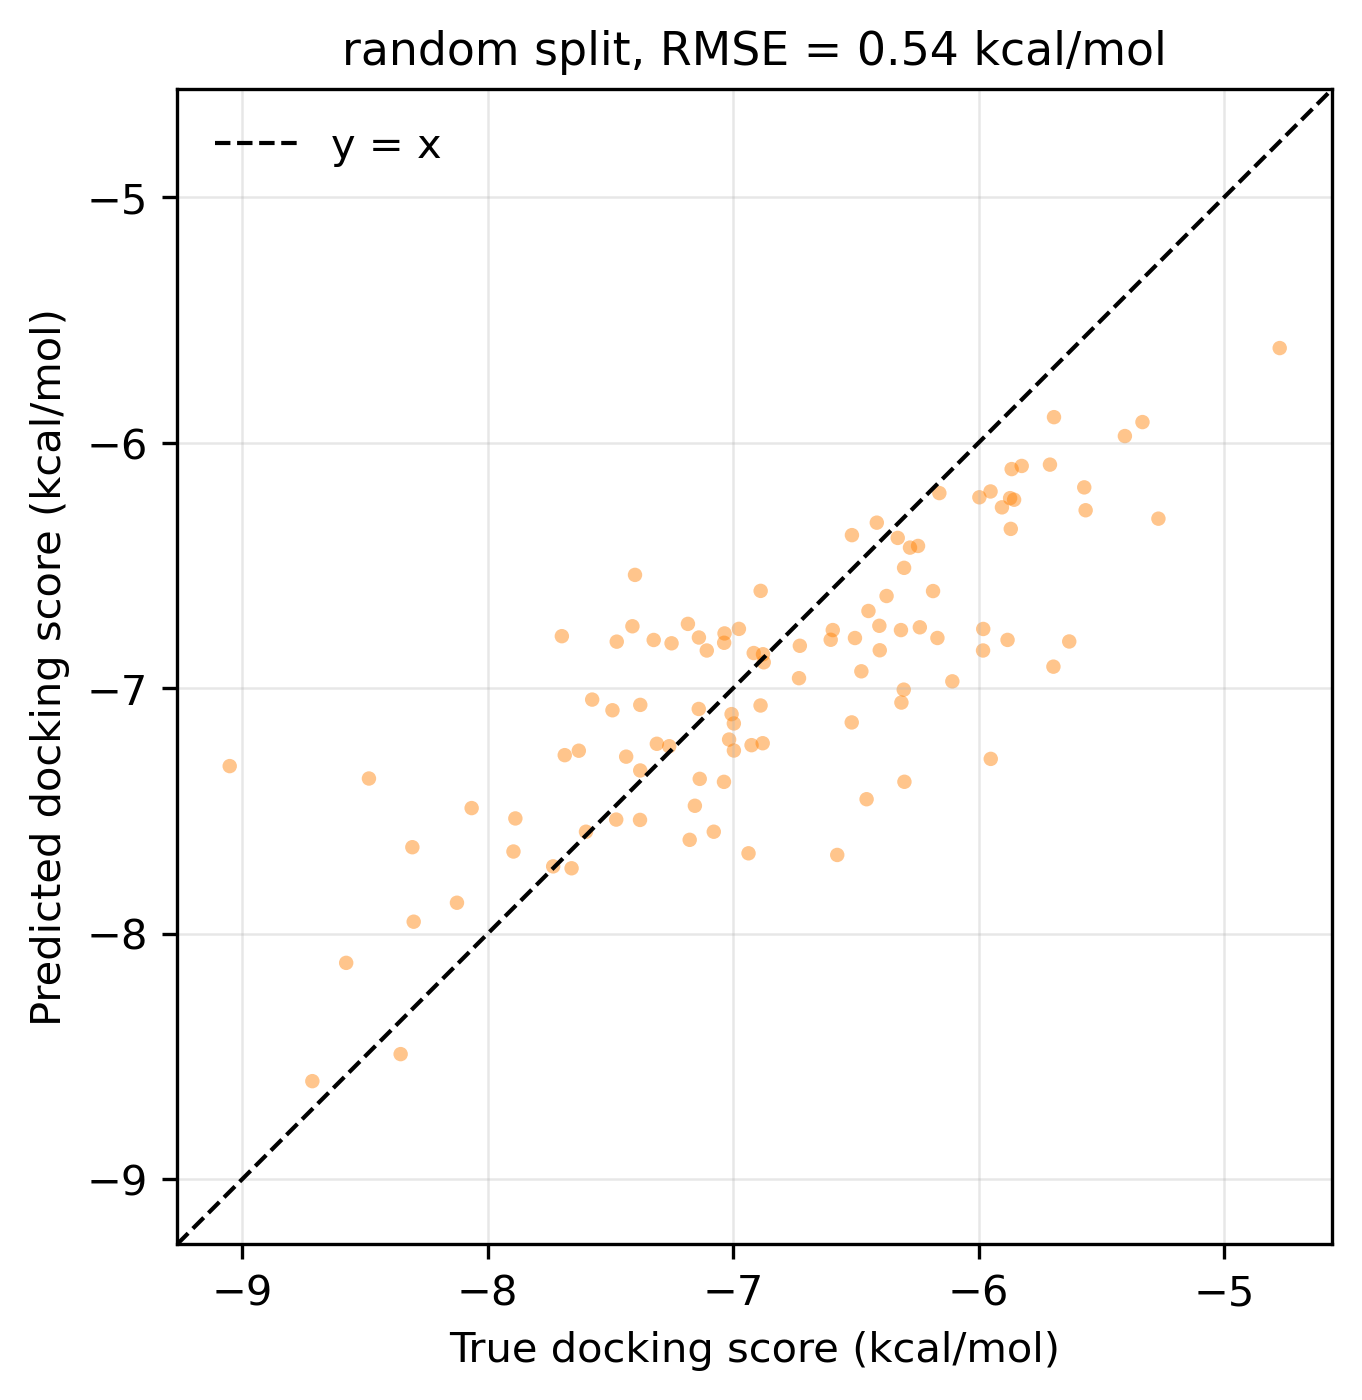 random split, RMSE = 0.54 kcal/mol
y = x
Predicted docking score (kcal/mol)
−5
−6
−7
−8
−9
−9
−8
−7
−6
−5
True docking score (kcal/mol)